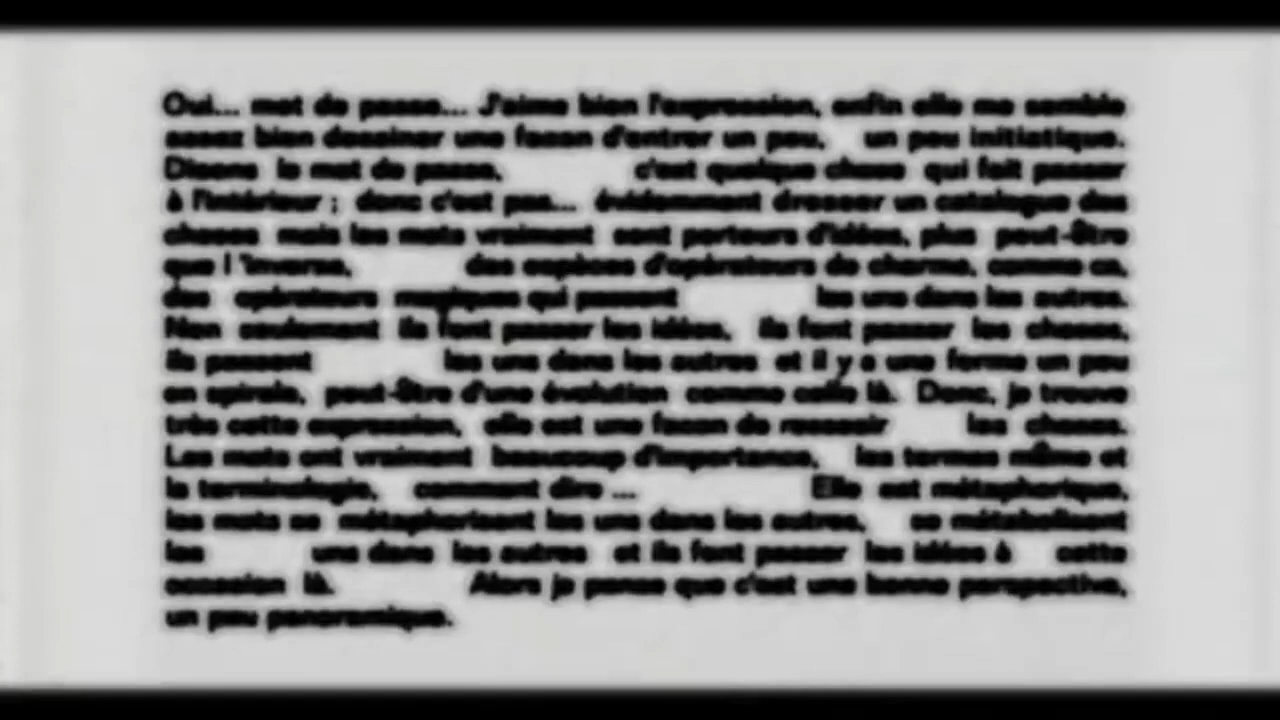 Oui... mot de passe... J'aime bien l'expression, enfin elle me semble
assez bien dessiner une facon d'entrer un peu, un peu initiatique.
Disons le mot de passe, c'est quelque chose qui fait passer
à l'intérieur ; donc c'est pas... évidemment dresser un catalogue des
choses mais les mots vraiment sont porteurs d'idées, plus peut-être
que l 'inverse, des espèces d'opérateurs de charme, comme ca,
des opérateurs magiques qui passent les uns dans les autres.
Non seulement ils font passer les idées, ils font passer les choses,
ils passent les uns dans les autres et il y a une forme un peu
en spirale, peut-être d'une évolution comme celle là. Donc, je trouve
très cette expression, elle est une facon de ressaisir les choses.
Les mots ont vraiment beaucoup d'importance, les termes même et
la terminologie, comment dire ... Elle est métaphorique,
les mots se métaphorisent les uns dans les autres, se métabolisent
les uns dans les autres et ils font passer les idées à cette
occasion là. Alors je pense que c'est une bonne perspective,
un peu panoramique.